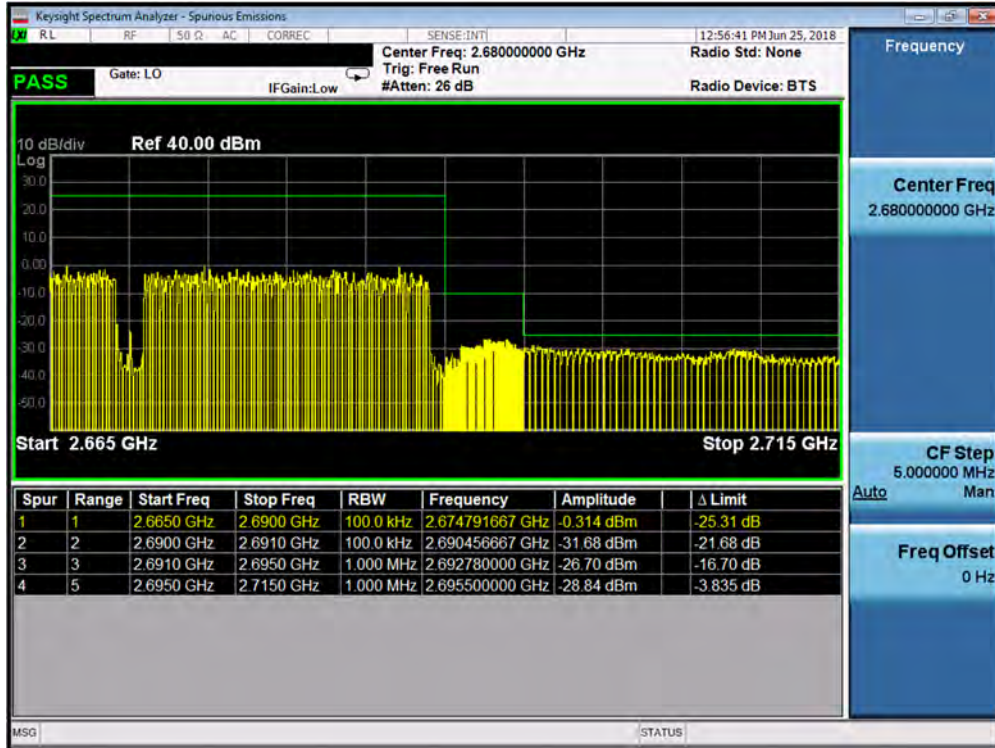 Keysight Spectrum Analyzer - Spurious Emissions
LXI RL RF 50 Ω AC CORREC SENSE:INT 12:56:41 PM Jun 25, 2018
Center Freq: 2.680000000 GHz Radio Std: None
Trig: Free Run
PASS Gate: LO IFGain:Low #Atten: 26 dB Radio Device: BTS
10 dB/div Ref 40.00 dBm
Log
30.0
20.0
10.0
0.00
-10.0
-20.0
-30.0
-40.0
-50.0
Start 2.665 GHz Stop 2.715 GHz
Spur Range Start Freq Stop Freq RBW Frequency Amplitude Δ Limit
1 1 2.6650 GHz 2.6900 GHz 100.0 kHz 2.674791667 GHz -0.314 dBm -25.31 dB
2 2 2.6900 GHz 2.6910 GHz 100.0 kHz 2.690456667 GHz -31.68 dBm -21.68 dB
3 3 2.6910 GHz 2.6950 GHz 1.000 MHz 2.692780000 GHz -26.70 dBm -16.70 dB
4 5 2.6950 GHz 2.7150 GHz 1.000 MHz 2.695500000 GHz -28.84 dBm -3.835 dB
MSG STATUS
Frequency
Center Freq
2.680000000 GHz
CF Step
5.000000 MHz
Auto Man
Freq Offset
0 Hz